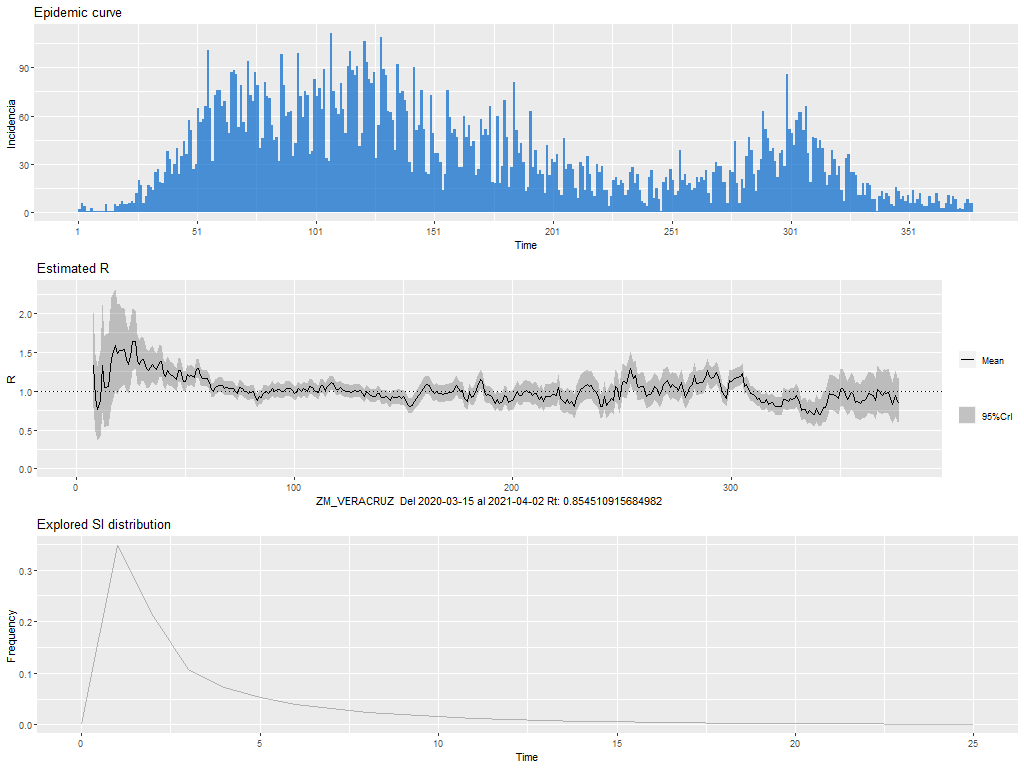 Epidemic curve
Incidencia
90
60
30
0
1
51
101
151
201
251
301
351
Time
Estimated R
R
2.0
1.5
1.0
0.5
0.0
0
100
200
300
ZM_VERACRUZ Del 2020-03-15 al 2021-04-02 Rt: 0.854510915684982
Mean
95%CrI
Explored SI distribution
Frequency
0.3
0.2
0.1
0.0
0
5
10
15
20
25
Time